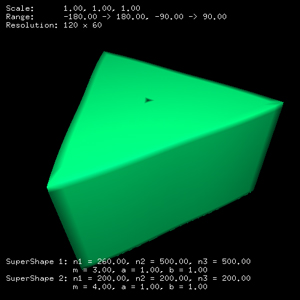 Scale: 1.00, 1.00, 1.00
Range: -180.00 -> 180.00, -90.00 -> 90.00
Resolution: 120 x 60
SuperShape 1: n1 = 260.00, n2 = 500.00, n3 = 500.00
m = 3.00, a = 1.00, b = 1.00
SuperShape 2: n1 = 200.00, n2 = 200.00, n3 = 200.00
m = 4.00, a = 1.00, b = 1.00